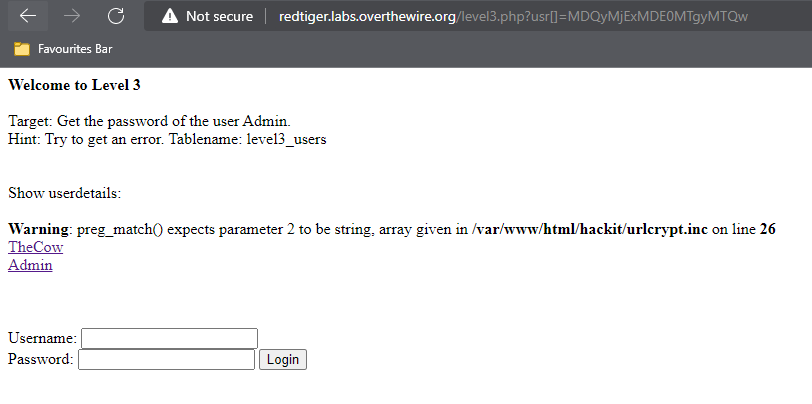 Not secure | redtiger.labs.overthewire.org/level3.php?usr[]=MDQyMjExMDE0MTgyMTQw
Favourites Bar
Welcome to Level 3
Target: Get the password of the user Admin.
Hint: Try to get an error. Tablename: level3_users
Show userdetails:
Warning: preg_match() expects parameter 2 to be string, array given in /var/www/html/hackit/urlcrypt.inc on line 26
TheCow
Admin
Username:
Password: Login